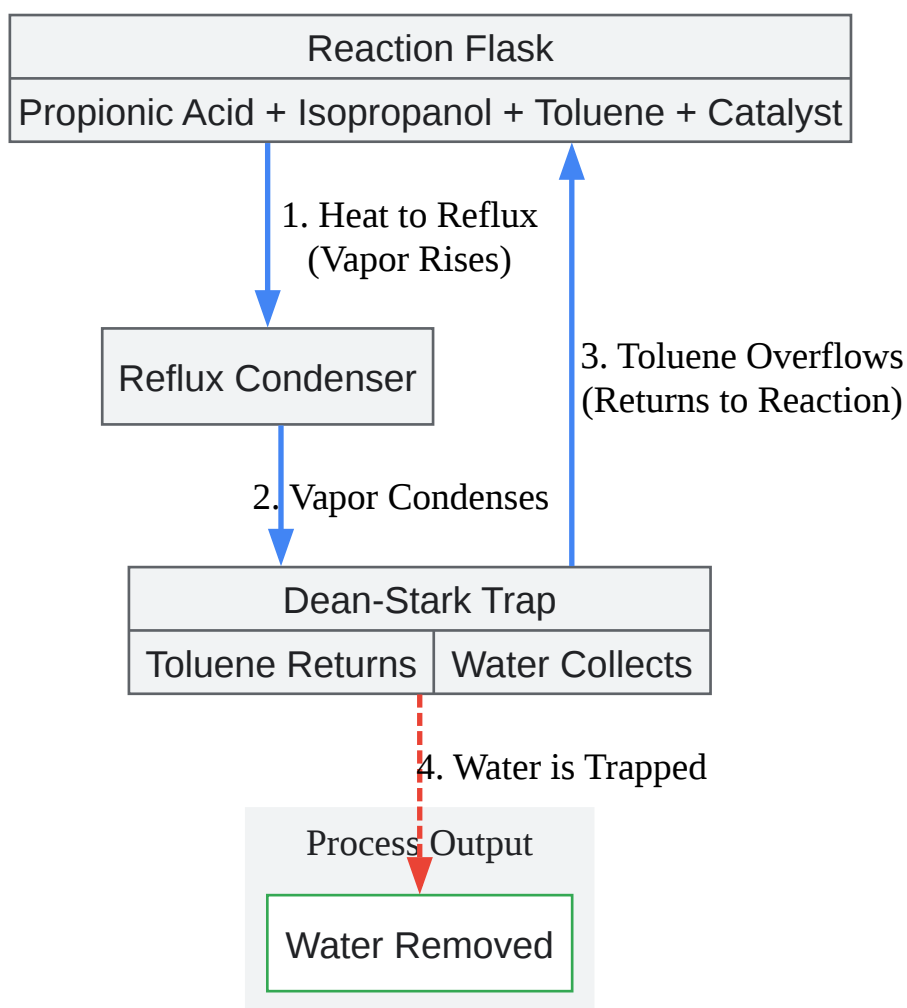 Reaction Flask
Propionic Acid + Isopropanol + Toluene + Catalyst
1. Heat to Reflux
(Vapor Rises)
Reflux Condenser
3. Toluene Overflows
(Returns to Reaction)
2. Vapor Condenses
Dean-Stark Trap
Toluene Returns
Water Collects
4. Water is Trapped
Process Output
Water Removed